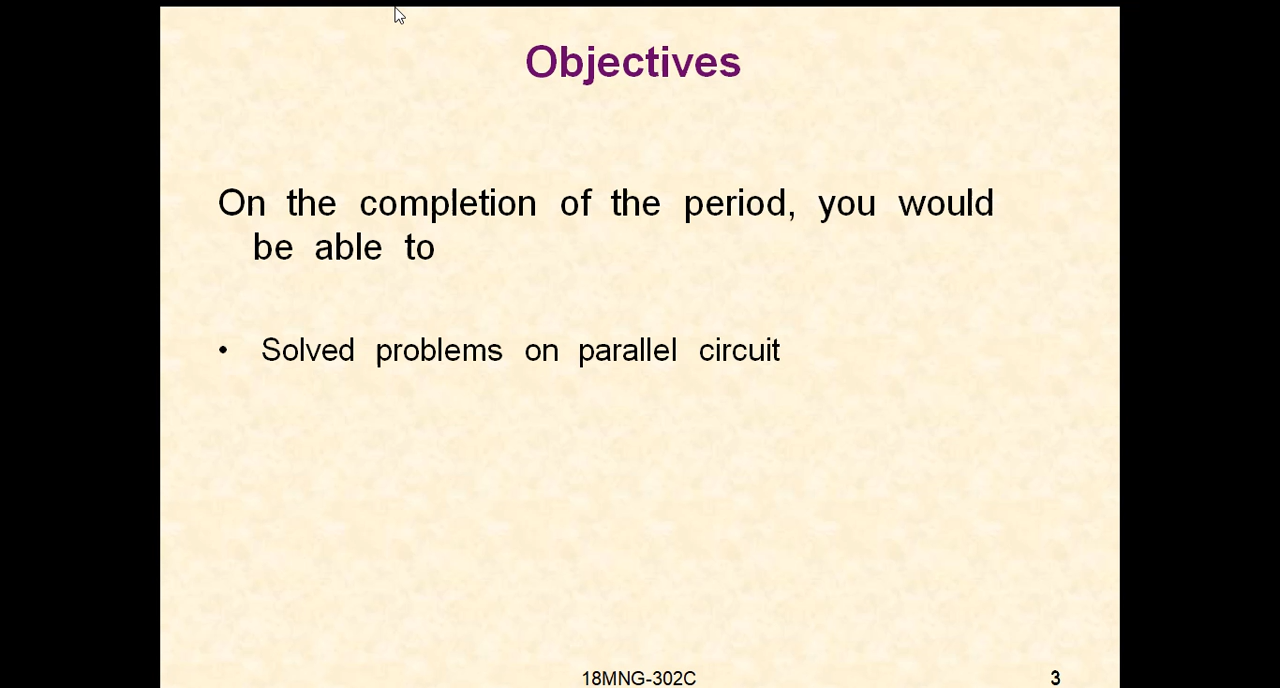 Objectives
On the completion of the period, you would
be able to
• Solved problems on parallel circuit
18MNG-302C
3